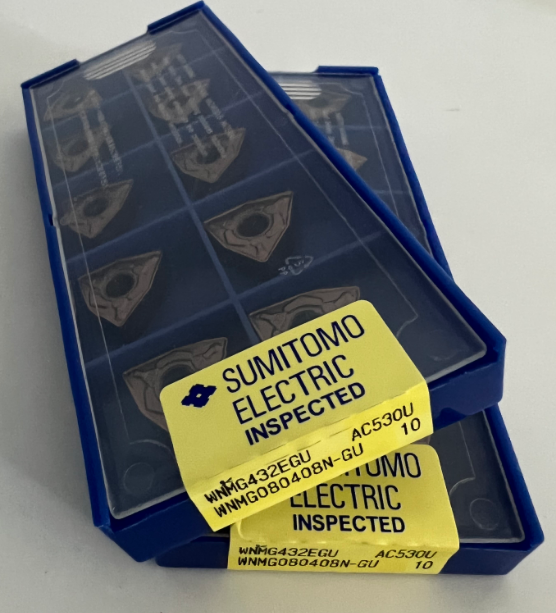 SUMITOMO
ELECTRIC
INSPECTED
WNMG432EGU AC530U
WNMG080408N-GU 10
ELECTRIC
INSPECTED
WNMG432EGU AC530U
WNMG080408N-GU 10